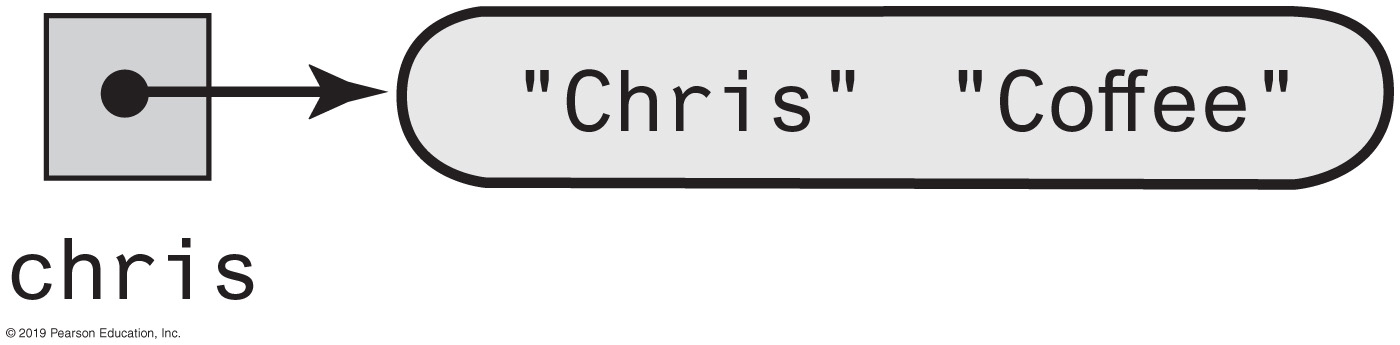 "Chris" "Coffee"
chris
© 2019 Pearson Education, Inc.